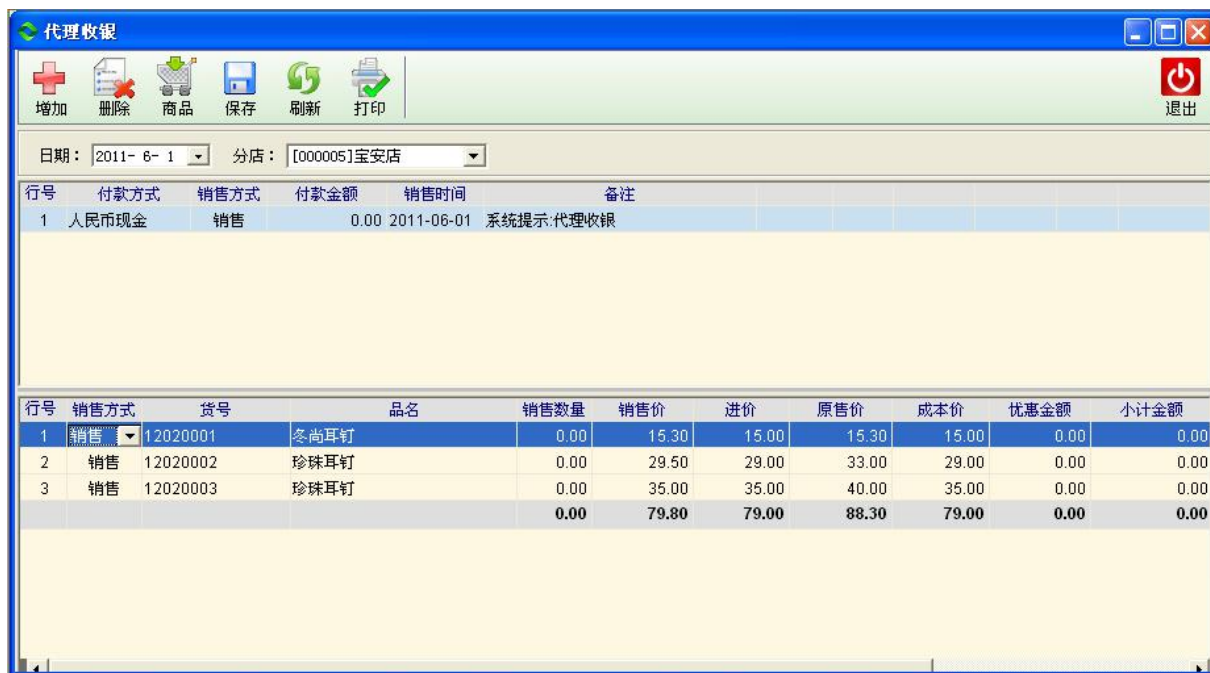 代理收银
增加 删除 商品 保存 刷新 打印 退出
日期： 2011- 6- 1 分店： [000005]宝安店
行号 付款方式 销售方式 付款金额 销售时间 备注
1 人民币现金 销售 0.00 2011-06-01 系统提示:代理收银
行号 销售方式 货号 品名 销售数量 销售价 进价 原售价 成本价 优惠金额 小计金额
1 销售 12020001 冬尚耳钉 0.00 15.30 15.00 15.30 15.00 0.00 0.00
2 销售 12020002 珍珠耳钉 0.00 29.50 29.00 33.00 29.00 0.00 0.00
3 销售 12020003 珍珠耳钉 0.00 35.00 35.00 40.00 35.00 0.00 0.00
0.00 79.80 79.00 88.30 79.00 0.00 0.00